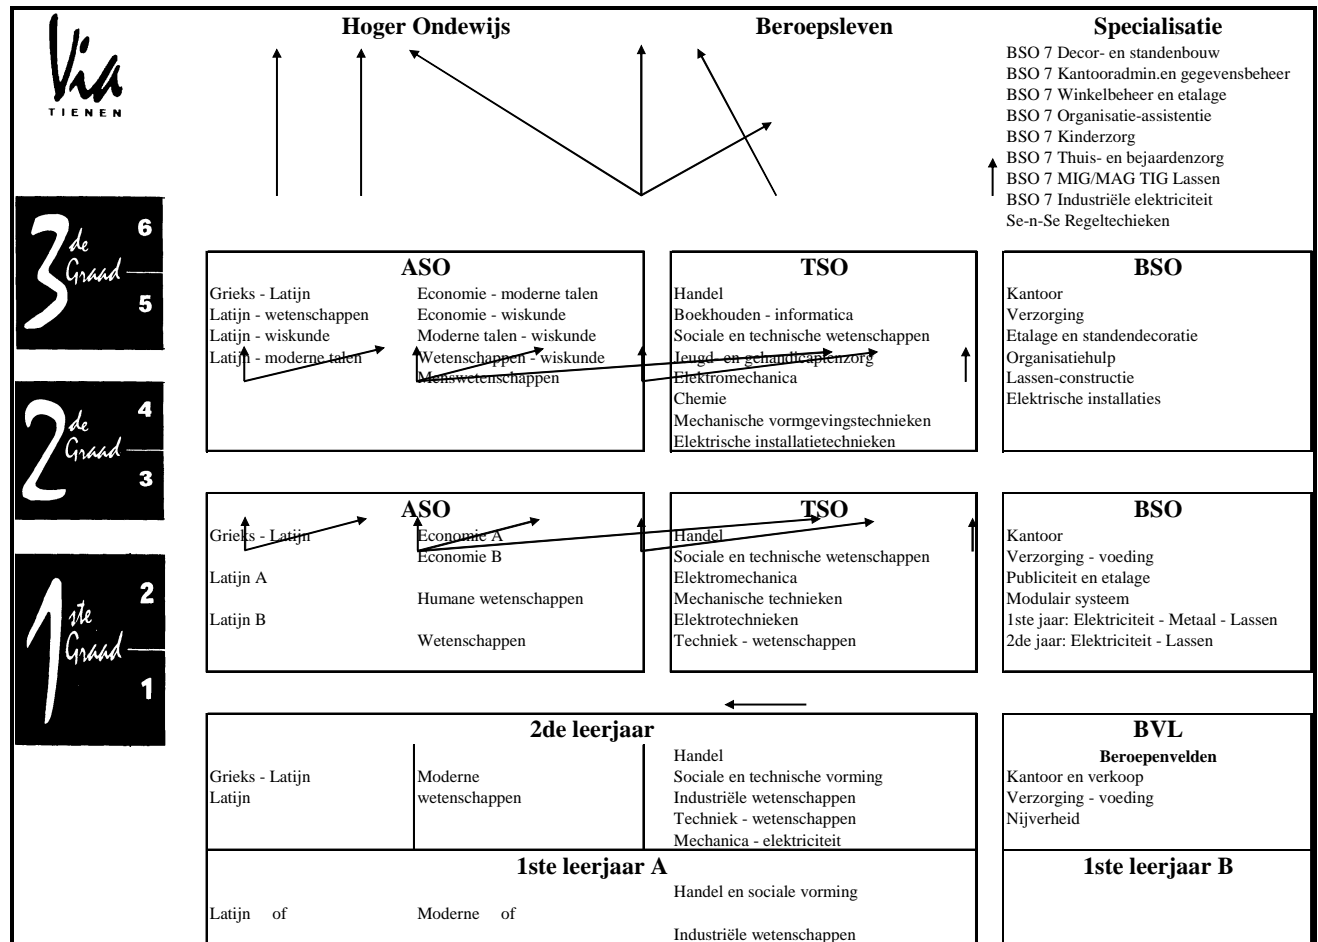 Via
TIENEN
Hoger Ondewijs
Beroepsleven
Specialisatie
BSO 7 Decor- en standenbouw
BSO 7 Kantooradmin.en gegevensbeheer
BSO 7 Winkelbeheer en etalage
BSO 7 Organisatie-assistentie
BSO 7 Kinderzorg
BSO 7 Thuis- en bejaardenzorg
BSO 7 MIG/MAG TIG Lassen
BSO 7 Industriële elektriciteit
Se-n-Se Regeltechieken
3 de Graad
6
5
ASO
Grieks - Latijn
Latijn - wetenschappen
Latijn - wiskunde
Latijn - moderne talen
Economie - moderne talen
Economie - wiskunde
Moderne talen - wiskunde
Wetenschappen - wiskunde
Menswetenschappen
TSO
Handel
Boekhouden - informatica
Sociale en technische wetenschappen
Jeugd- en gehandicaptenzorg
Elektromechanica
Chemie
Mechanische vormgevingstechnieken
Elektrische installatietechnieken
BSO
Kantoor
Verzorging
Etalage en standendecoratie
Organisatiehulp
Lassen-constructie
Elektrische installaties
2 de Graad
4
3
ASO
Grieks - Latijn
Latijn A
Latijn B
Economie A
Economie B
Humane wetenschappen
Wetenschappen
TSO
Handel
Sociale en technische wetenschappen
Elektromechanica
Mechanische technieken
Elektrotechnieken
Techniek - wetenschappen
BSO
Kantoor
Verzorging - voeding
Publiciteit en etalage
Modulair systeem
1ste jaar: Elektriciteit - Metaal - Lassen
2de jaar: Elektriciteit - Lassen
1 ste Graad
2
1
2de leerjaar
Grieks - Latijn
Latijn
Moderne
wetenschappen
Handel
Sociale en technische vorming
Industriële wetenschappen
Techniek - wetenschappen
Mechanica - elektriciteit
BVL
Beroepenvelden
Kantoor en verkoop
Verzorging - voeding
Nijverheid
1ste leerjaar A
Latijn of
Moderne of
Handel en sociale vorming
Industriële wetenschappen
1ste leerjaar B